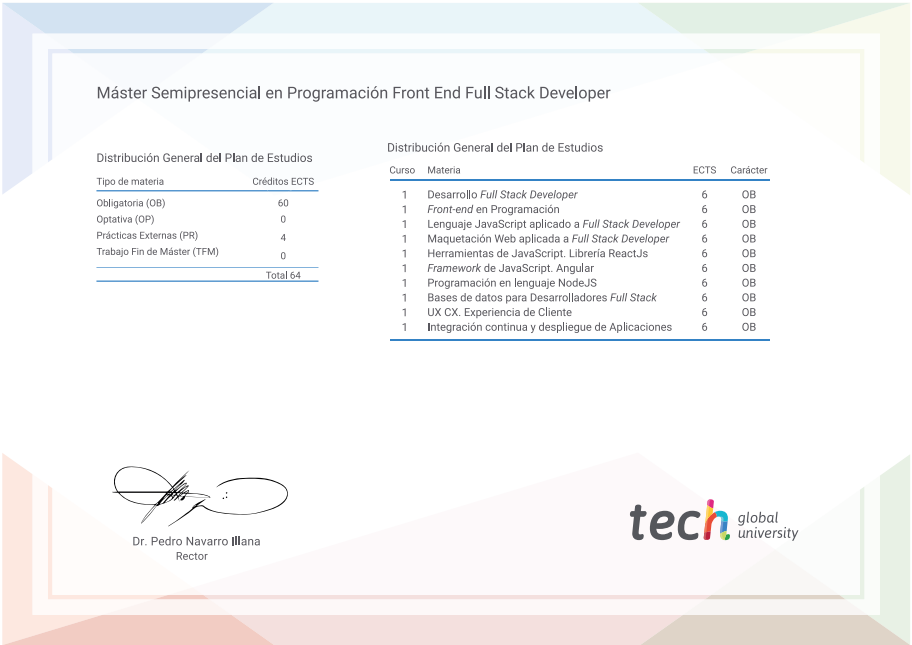 Máster Semipresencial en Programación Front End Full Stack Developer
Distribución General del Plan de Estudios
Tipo de materia Créditos ECTS
Obligatoria (OB) 60
Optativa (OP) 0
Prácticas Externas (PR) 4
Trabajo Fin de Máster (TFM) 0
Total 64
Distribución General del Plan de Estudios
Curso Materia ECTS Carácter
1 Desarrollo Full Stack Developer 6 OB
1 Front-end en Programación 6 OB
1 Lenguaje JavaScript aplicado a Full Stack Developer 6 OB
1 Maquetación Web aplicada a Full Stack Developer 6 OB
1 Herramientas de JavaScript. Librería ReactJs 6 OB
1 Framework de JavaScript. Angular 6 OB
1 Programación en lenguaje NodeJS 6 OB
1 Bases de datos para Desarrolladores Full Stack 6 OB
1 UX CX. Experiencia de Cliente 6 OB
1 Integración continua y despliegue de Aplicaciones 6 OB
Dr. Pedro Navarro Illana
Rector
tech global
university